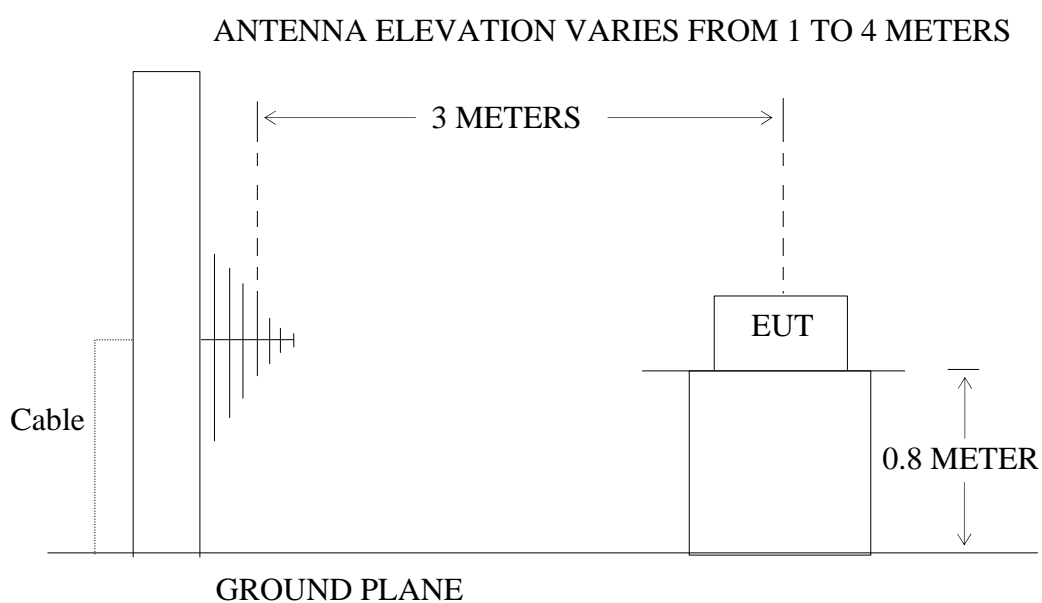 ANTENNA ELEVATION VARIES FROM 1 TO 4 METERS
3 METERS
EUT
Cable
0.8 METER
GROUND PLANE